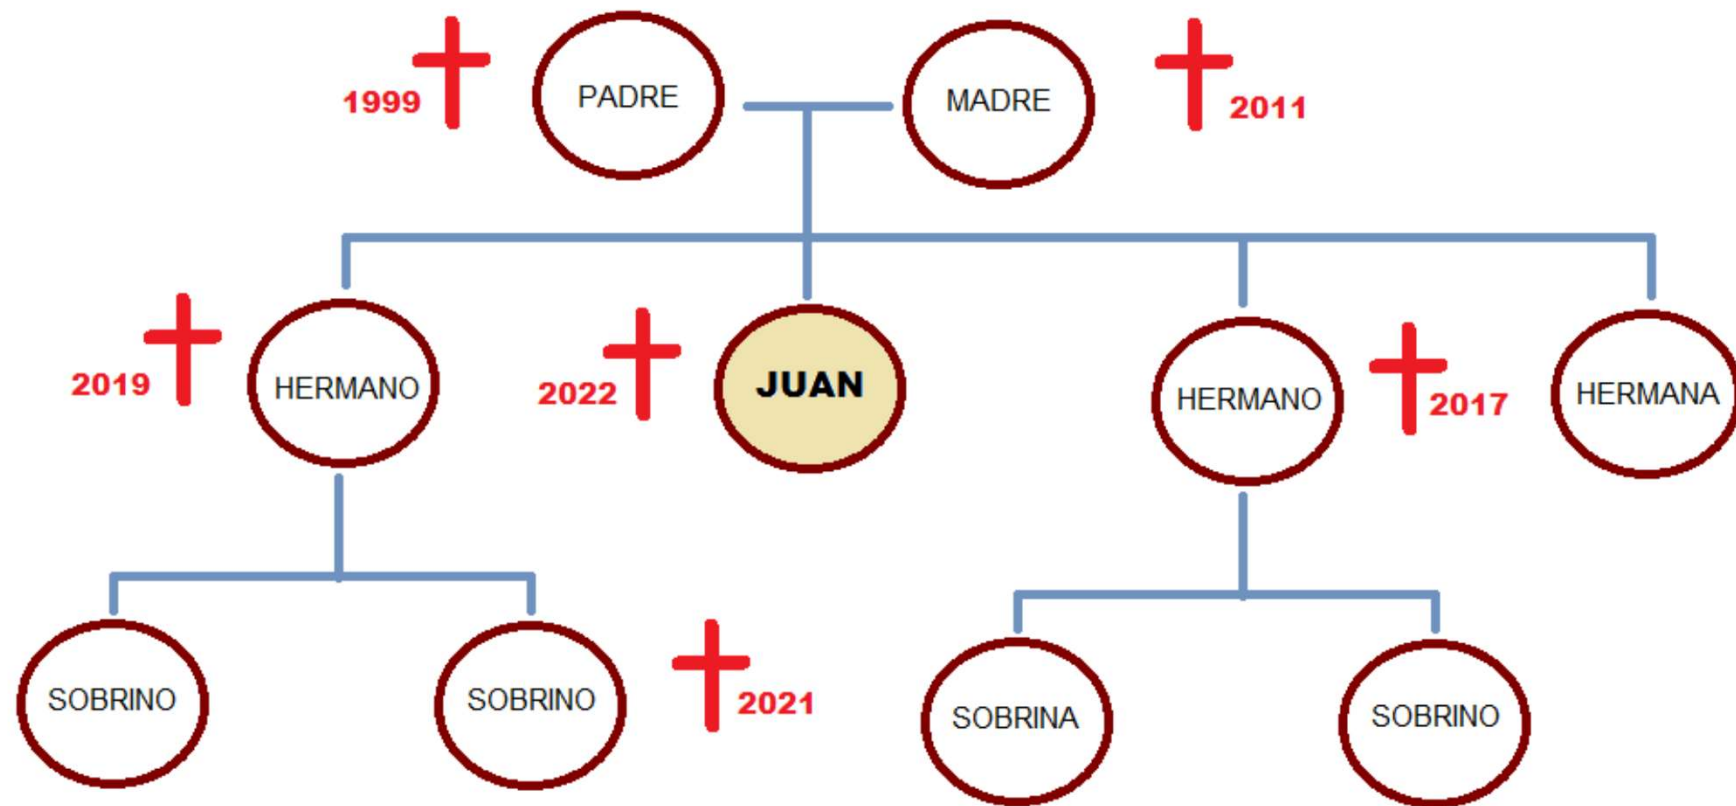 PADRE
MADRE
1999
2011
HERMANO
JUAN
HERMANO
HERMANA
2019
2022
2017
SOBRINO
SOBRINO
SOBRINA
SOBRINO
2021